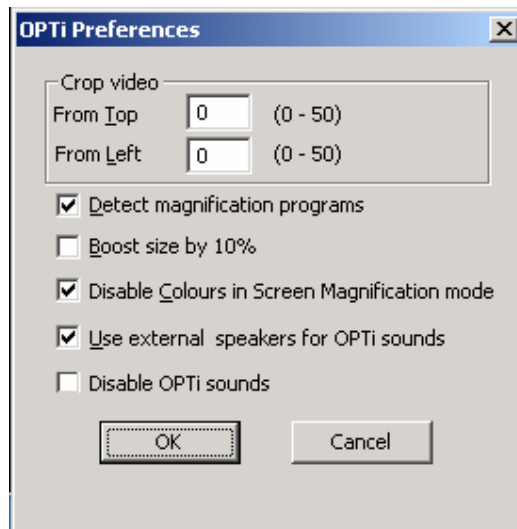 OPTi Preferences
Crop video
From Top 0 (0 - 50)
From Left 0 (0 - 50)
Detect magnification programs
Boost size by 10%
Disable Colours in Screen Magnification mode
Use external speakers for OPTi sounds
Disable OPTi sounds
OK Cancel